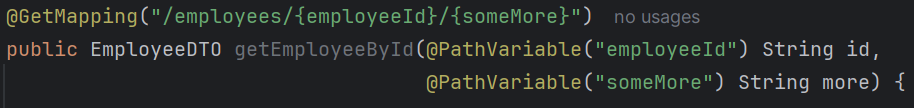 @GetMapping("/employees/{employeeId}/{someMore}") no usages
public EmployeeDTO getEmployeeById(@PathVariable("employeeId") String id,
@PathVariable("someMore") String more) {